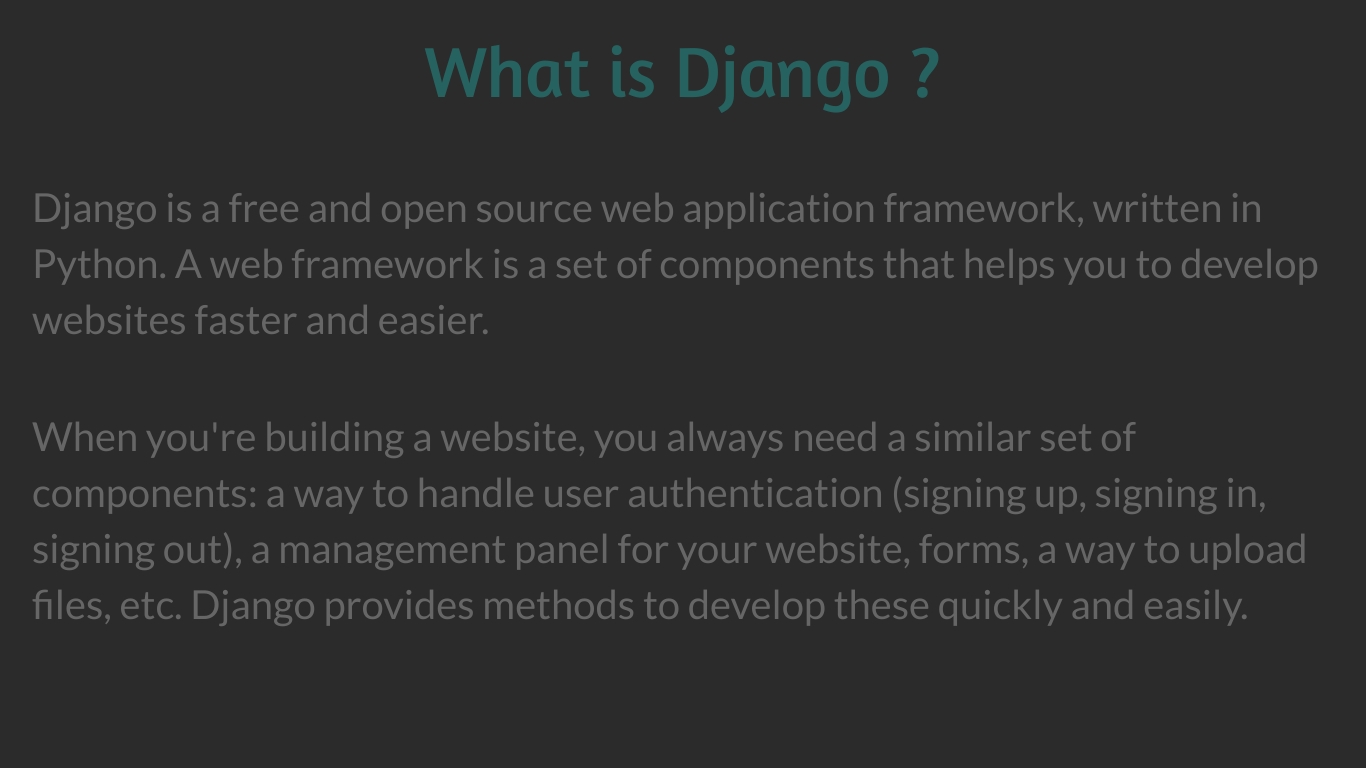 What is Django ?
Django is a free and open source web application framework, written in
Python. A web framework is a set of components that helps you to develop
websites faster and easier.
When you're building a website, you always need a similar set of
components: a way to handle user authentication (signing up, signing in,
signing out), a management panel for your website, forms, a way to upload
files, etc. Django provides methods to develop these quickly and easily.